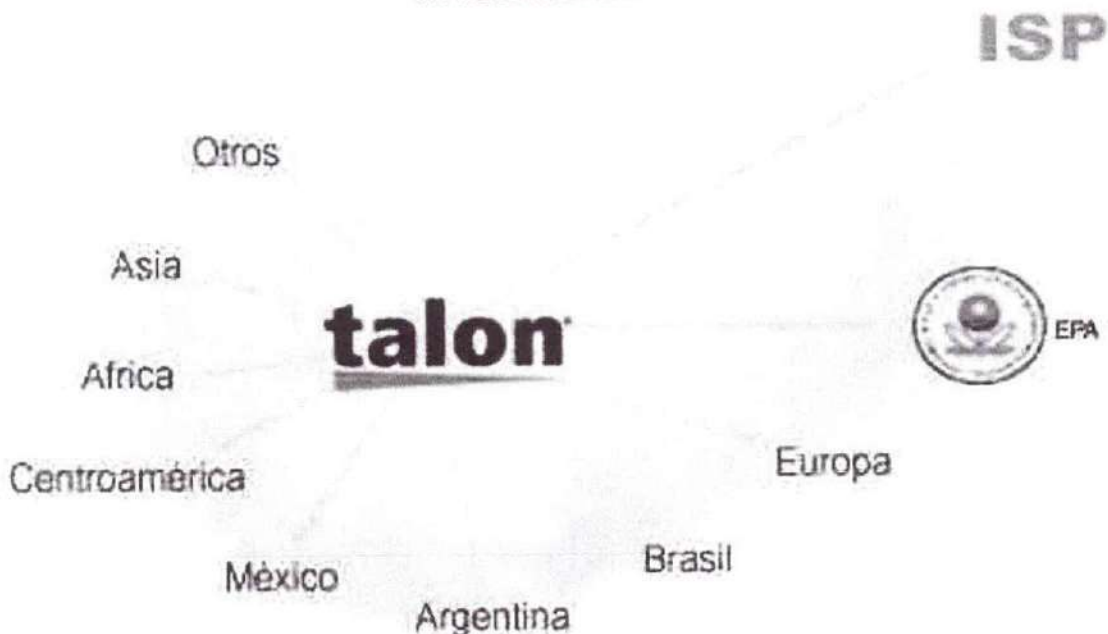 ISP
Otros
Asia
talon
EPA
Africa
Europa
Centroamérica
Brasil
México
Argentina